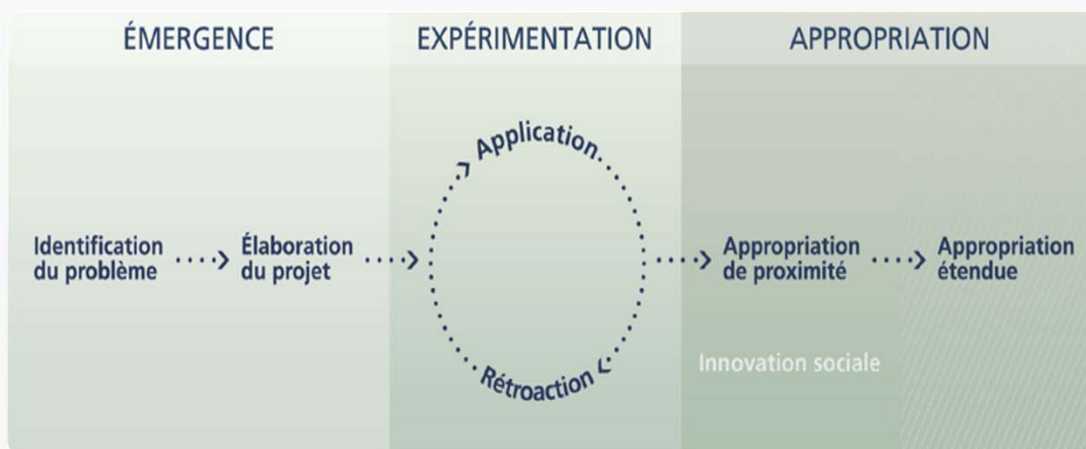 ÉMERGENCE
EXPÉRIMENTATION
APPROPRIATION
Application
Identification
du problème
Élaboration
du projet
Appropriation
de proximité
Appropriation
étendue
Innovation sociale
Rétroaction